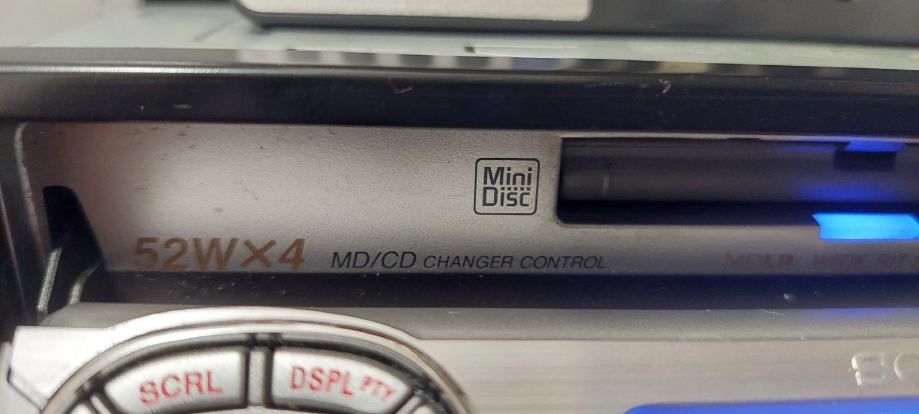 Mini
Disc
52W×4 MD/CD CHANGER CONTROL
SCRL DSPL PTY